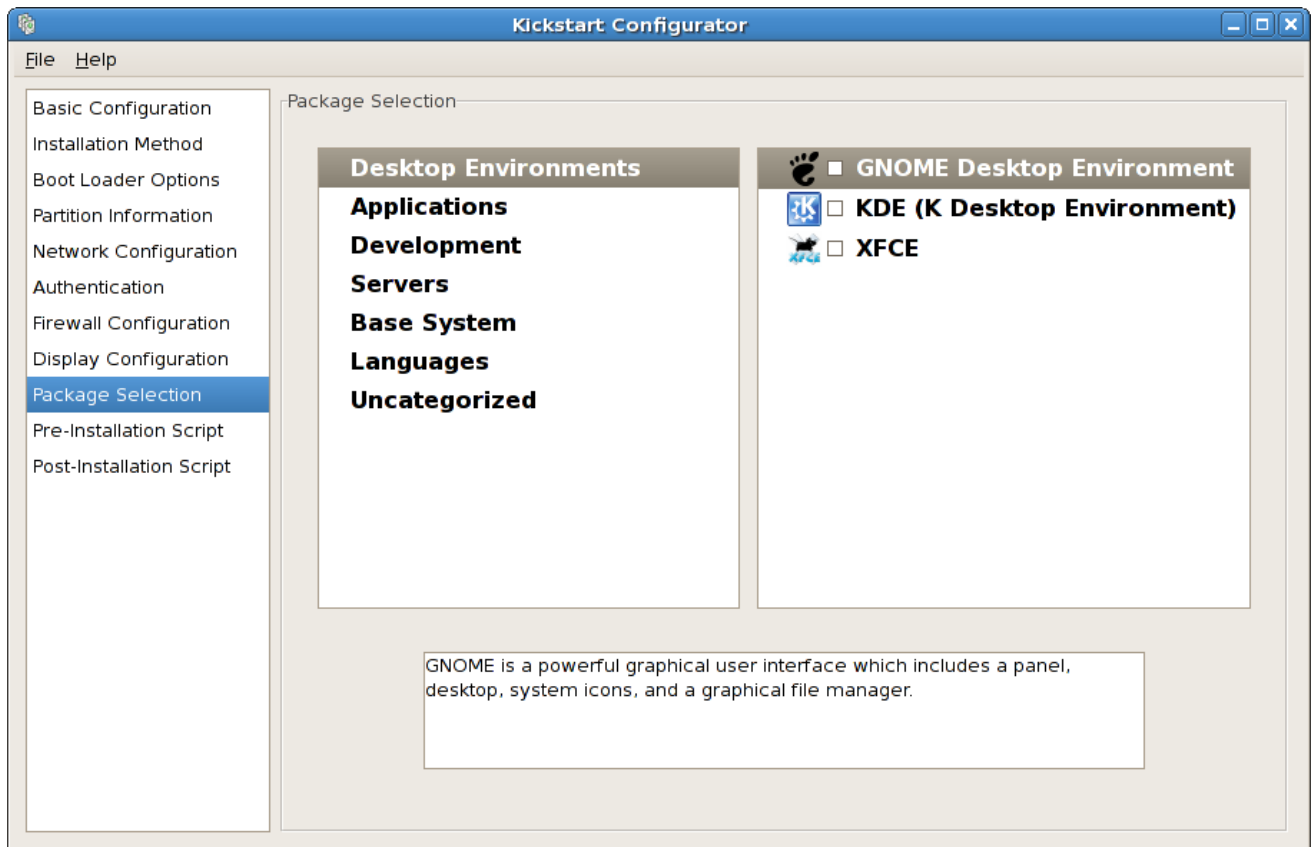 Kickstart Configurator
File Help
Basic Configuration
Installation Method
Boot Loader Options
Partition Information
Network Configuration
Authentication
Firewall Configuration
Display Configuration
Package Selection
Pre-Installation Script
Post-Installation Script
Package Selection
Desktop Environments
Applications
Development
Servers
Base System
Languages
Uncategorized
GNOME Desktop Environment
KDE (K Desktop Environment)
XFCE
XFCE
GNOME is a powerful graphical user interface which includes a panel,
desktop, system icons, and a graphical file manager.